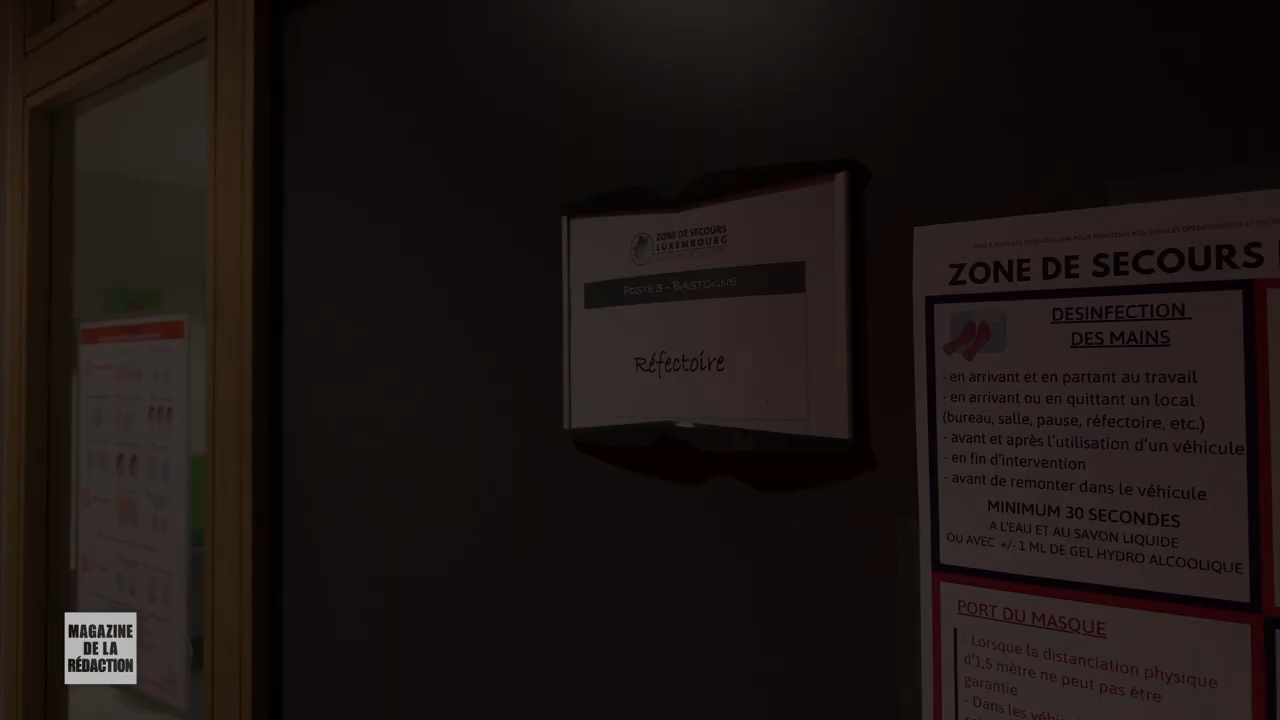 ZONE DE SECOURS
LUXEMBOURG
POSTE 3 - BASTOGNE
Réfectoire
ZONE DE SECOURS
DESINFECTION
DES MAINS
- en arrivant et en partant au travail
- en arrivant ou en quittant un local
(bureau, salle, pause, réfectoire, etc.)
- avant et après l'utilisation d'un véhicule
- en fin d'intervention
- avant de remonter dans le véhicule
MINIMUM 30 SECONDES
A L'EAU ET AU SAVON LIQUIDE
OU AVEC +/- 1 ML DE GEL HYDRO ALCOOLIQUE
PORT DU MASQUE
- Lorsque la distanciation physique
d'1,5 mètre ne peut pas être
garantie
- Dans les
MAGAZINE
DE LA
RÉDACTION